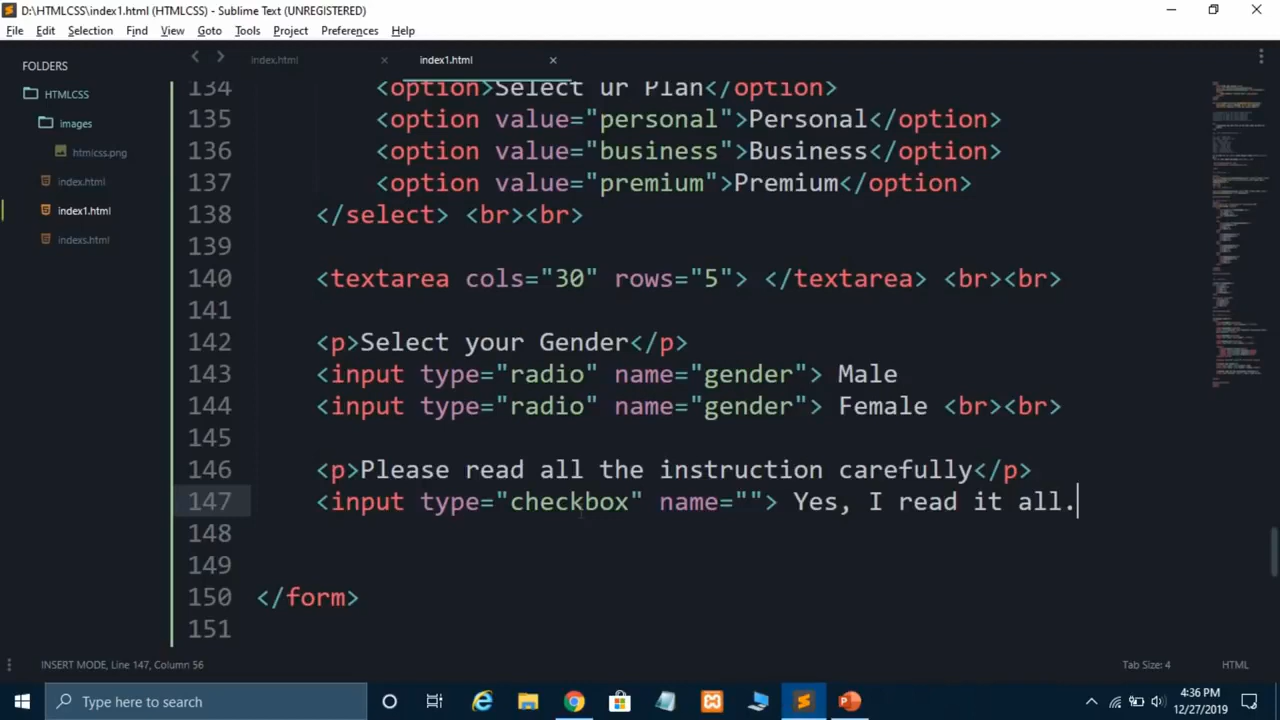 D:\HTMLCSS\index1.html (HTMLCSS) - Sublime Text (UNREGISTERED)
File Edit Selection Find View Goto Tools Project Preferences Help
FOLDERS
HTMLCSS
images
htmlcss.png
index.html
index1.html
indexs.html
index.html
index1.html
134 <option>Select ur Plan</option>
135 <option value="personal">Personal</option>
136 <option value="business">Business</option>
137 <option value="premium">Premium</option>
138 </select> <br><br>
139
140 <textarea cols="30" rows="5"> </textarea> <br><br>
141
142 <p>Select your Gender</p>
143 <input type="radio" name="gender"> Male
144 <input type="radio" name="gender"> Female <br><br>
145
146 <p>Please read all the instruction carefully</p>
147 <input type="checkbox" name=""> Yes, I read it all.
148
149
150 </form>
151
INSERT MODE, Line 147, Column 56
Tab Size: 4
HTML
Type here to search
4:36 PM
12/27/2019